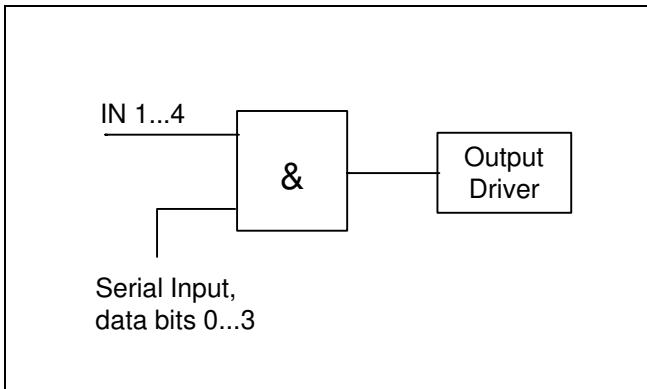 IN 1...4
&
Output
Driver
Serial Input,
data bits 0...3